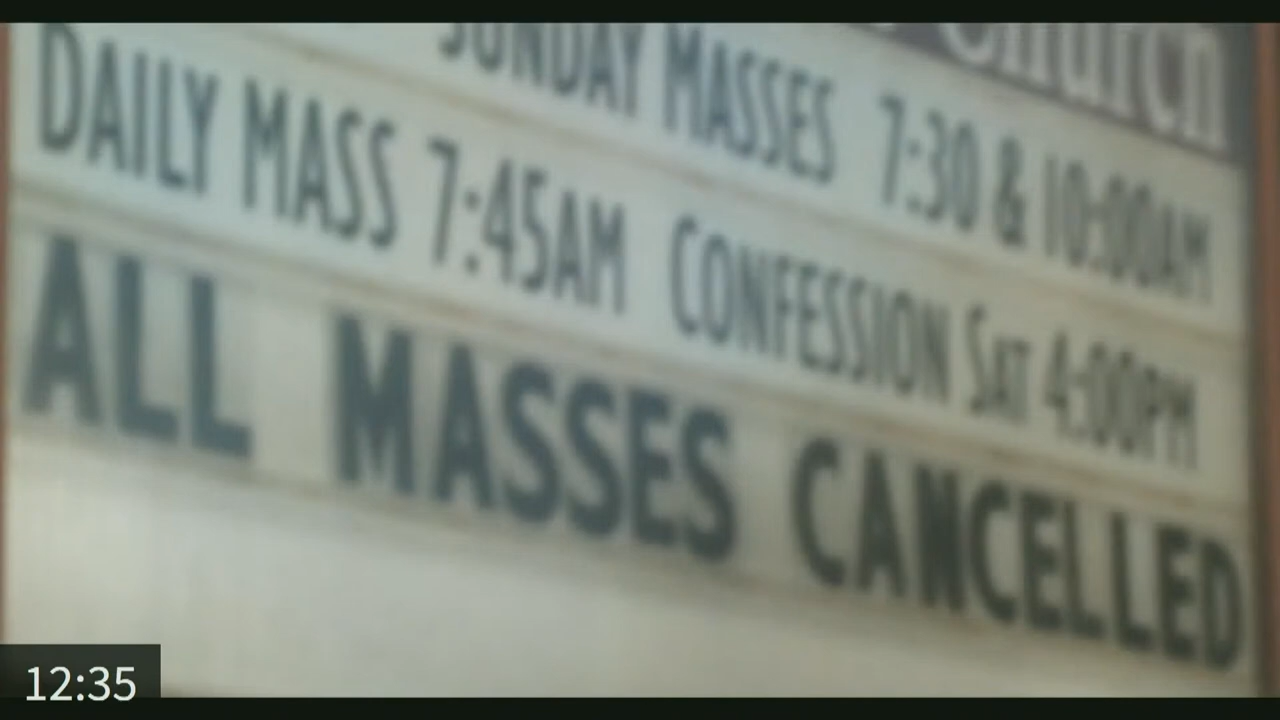 Church
SUNDAY MASSES 7:30 & 10:00AM
DAILY MASS 7:45AM CONFESSION SAT 4:00PM
ALL MASSES CANCELLED
12:35